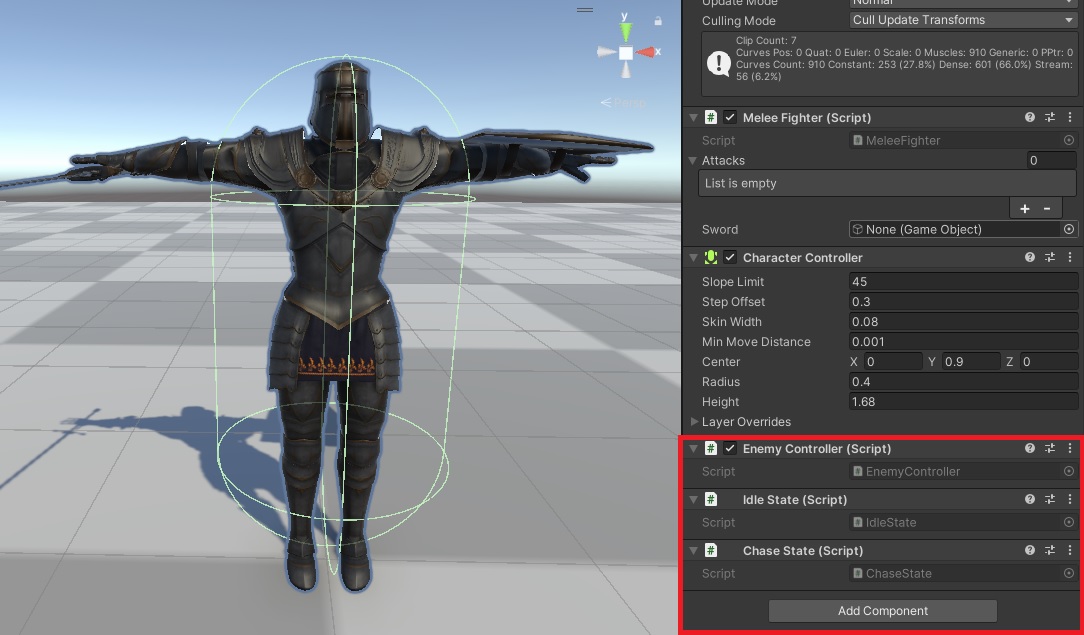 y
x
Persp
Update Mode Normal
Culling Mode Cull Update Transforms
Clip Count: 7
Curves Pos: 0 Quat: 0 Euler: 0 Scale: 0 Muscles: 910 Generic: 0 PPtr: 0
Curves Count: 910 Constant: 253 (27.8%) Dense: 601 (66.0%) Stream:
56 (6.2%)
Melee Fighter (Script)
Script MeleeFighter
Attacks 0
List is empty
+ -
Sword None (Game Object)
Character Controller
Slope Limit 45
Step Offset 0.3
Skin Width 0.08
Min Move Distance 0.001
Center X 0 Y 0.9 Z 0
Radius 0.4
Height 1.68
Layer Overrides
Enemy Controller (Script)
Script EnemyController
Idle State (Script)
Script IdleState
Chase State (Script)
Script ChaseState
Add Component